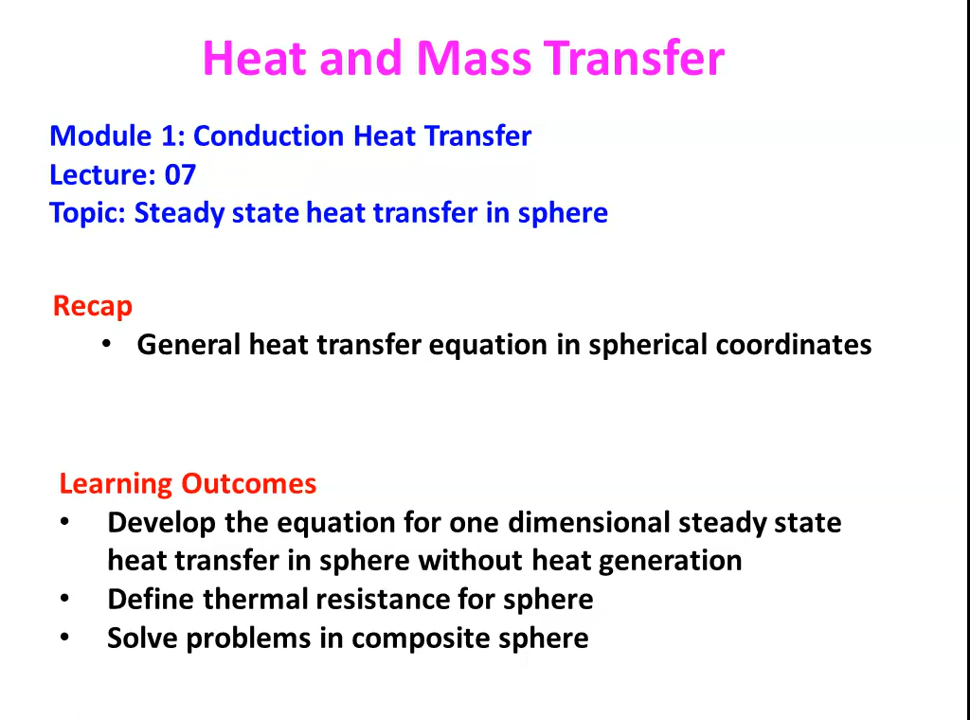 Heat and Mass Transfer
Module 1: Conduction Heat Transfer
Lecture: 07
Topic: Steady state heat transfer in sphere
Recap
• General heat transfer equation in spherical coordinates
Learning Outcomes
• Develop the equation for one dimensional steady state
heat transfer in sphere without heat generation
• Define thermal resistance for sphere
• Solve problems in composite sphere